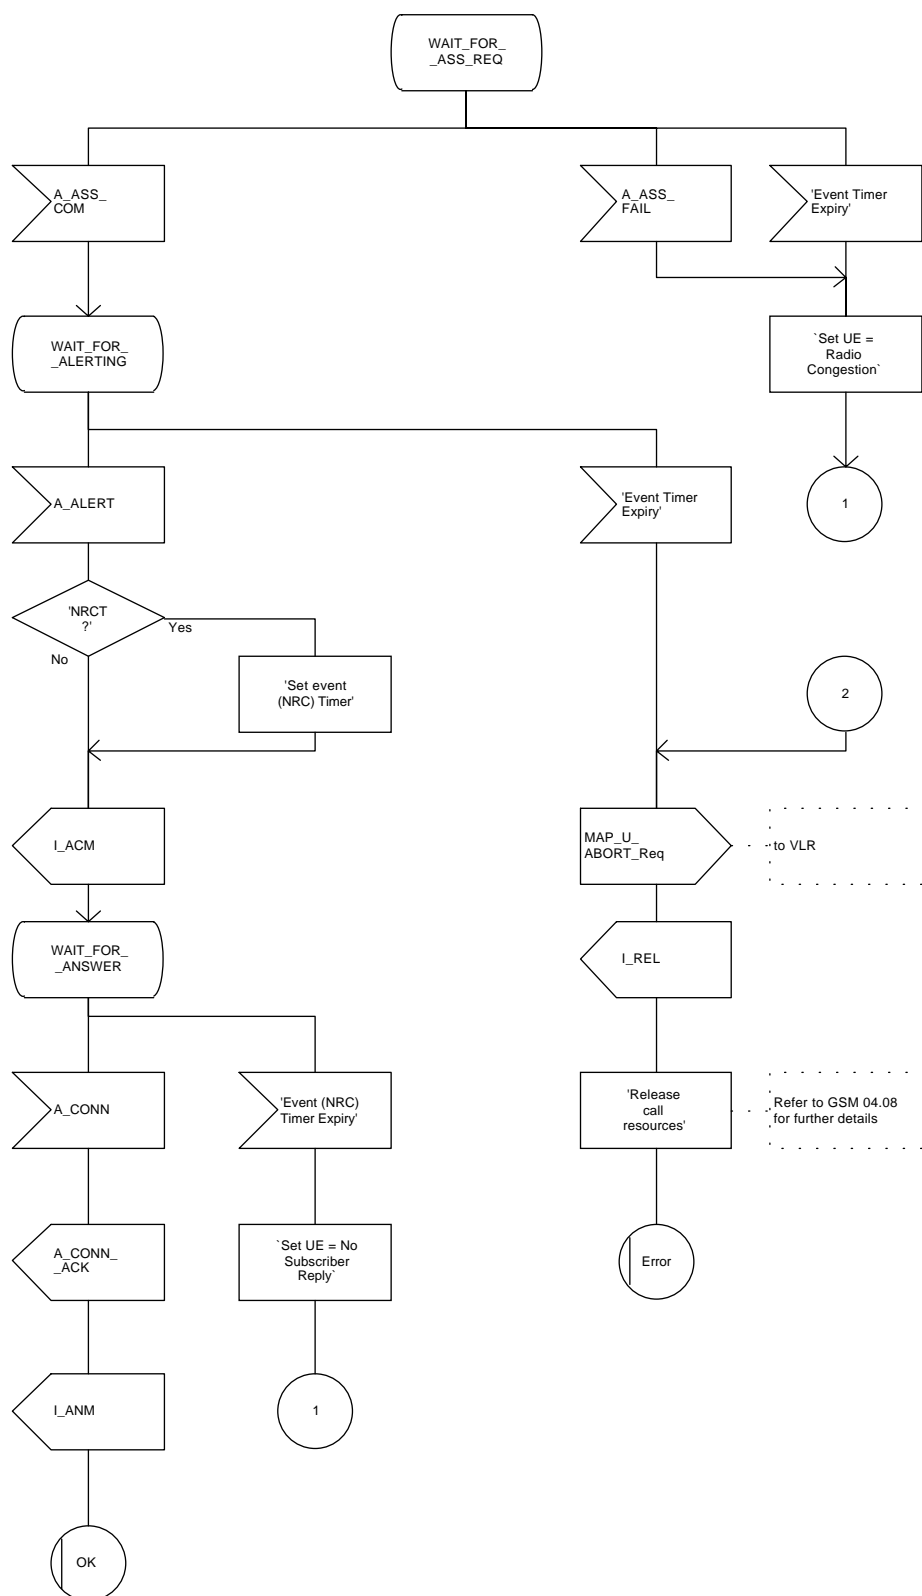 WAIT_FOR_
_ASS_REQ
A_ASS_
COM
A_ASS_
FAIL
'Event Timer
Expiry'
WAIT_FOR_
_ALERTING
`Set UE =
Radio
Congestion`
A_ALERT
'Event Timer
Expiry'
1
'NRCT
?'
Yes
No
'Set event
(NRC) Timer'
2
I_ACM
MAP_U_
ABORT_Req
to VLR
WAIT_FOR_
_ANSWER
I_REL
A_CONN
'Event (NRC)
Timer Expiry'
'Release
call
resources'
Refer to GSM 04.08
for further details
A_CONN_
_ACK
`Set UE = No
Subscriber
Reply`
Error
I_ANM
1
OK